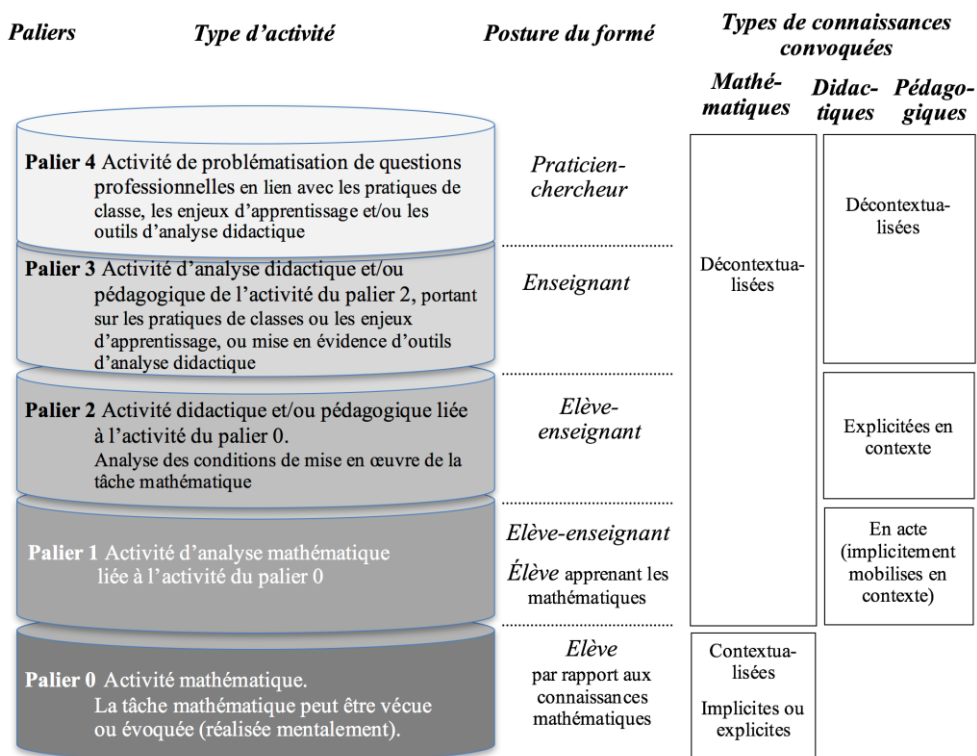 Paliers
Type d'activité
Posture du formé
Types de connaissances
convoquées
Mathé-
matiques
Didac-
tiques
Pédago-
giques
Palier 4 Activité de problématisation de questions
professionnelles en lien avec les pratiques de
classe, les enjeux d'apprentissage et/ou les
outils d'analyse didactique
Praticien-
chercheur
Décontextua-
lisées
Palier 3 Activité d'analyse didactique et/ou
pédagogique de l'activité du palier 2, portant
sur les pratiques de classes ou les enjeux
d'apprentissage, ou mise en évidence d'outils
d'analyse didactique
Enseignant
Décontextua-
lisées
Palier 2 Activité didactique et/ou pédagogique liée
à l'activité du palier 0.
Analyse des conditions de mise en œuvre de la
tâche mathématique
Elève-
enseignant
Explicitées en
contexte
Palier 1 Activité d'analyse mathématique
liée à l'activité du palier 0
Elève-enseignant
Élève apprenant les
mathématiques
En acte
(implicitement
mobilises en
contexte)
Palier 0 Activité mathématique.
La tâche mathématique peut être vécue
ou évoquée (réalisée mentalement).
Elève
par rapport aux
connaissances
mathématiques
Contextua-
lisées
Implicites ou
explicites